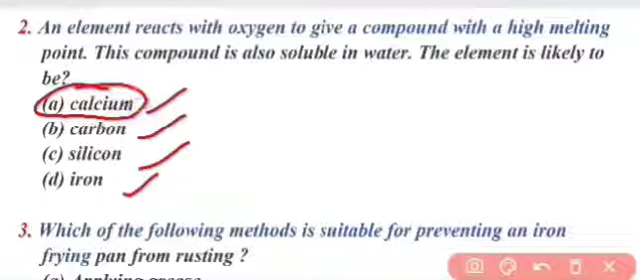 2. An element reacts with oxygen to give a compound with a high melting
point. This compound is also soluble in water. The element is likely to
be?
(a) calcium
(b) carbon
(c) silicon
(d) iron
3. Which of the following methods is suitable for preventing an iron
frying pan from rusting ?
(a) Applying grease